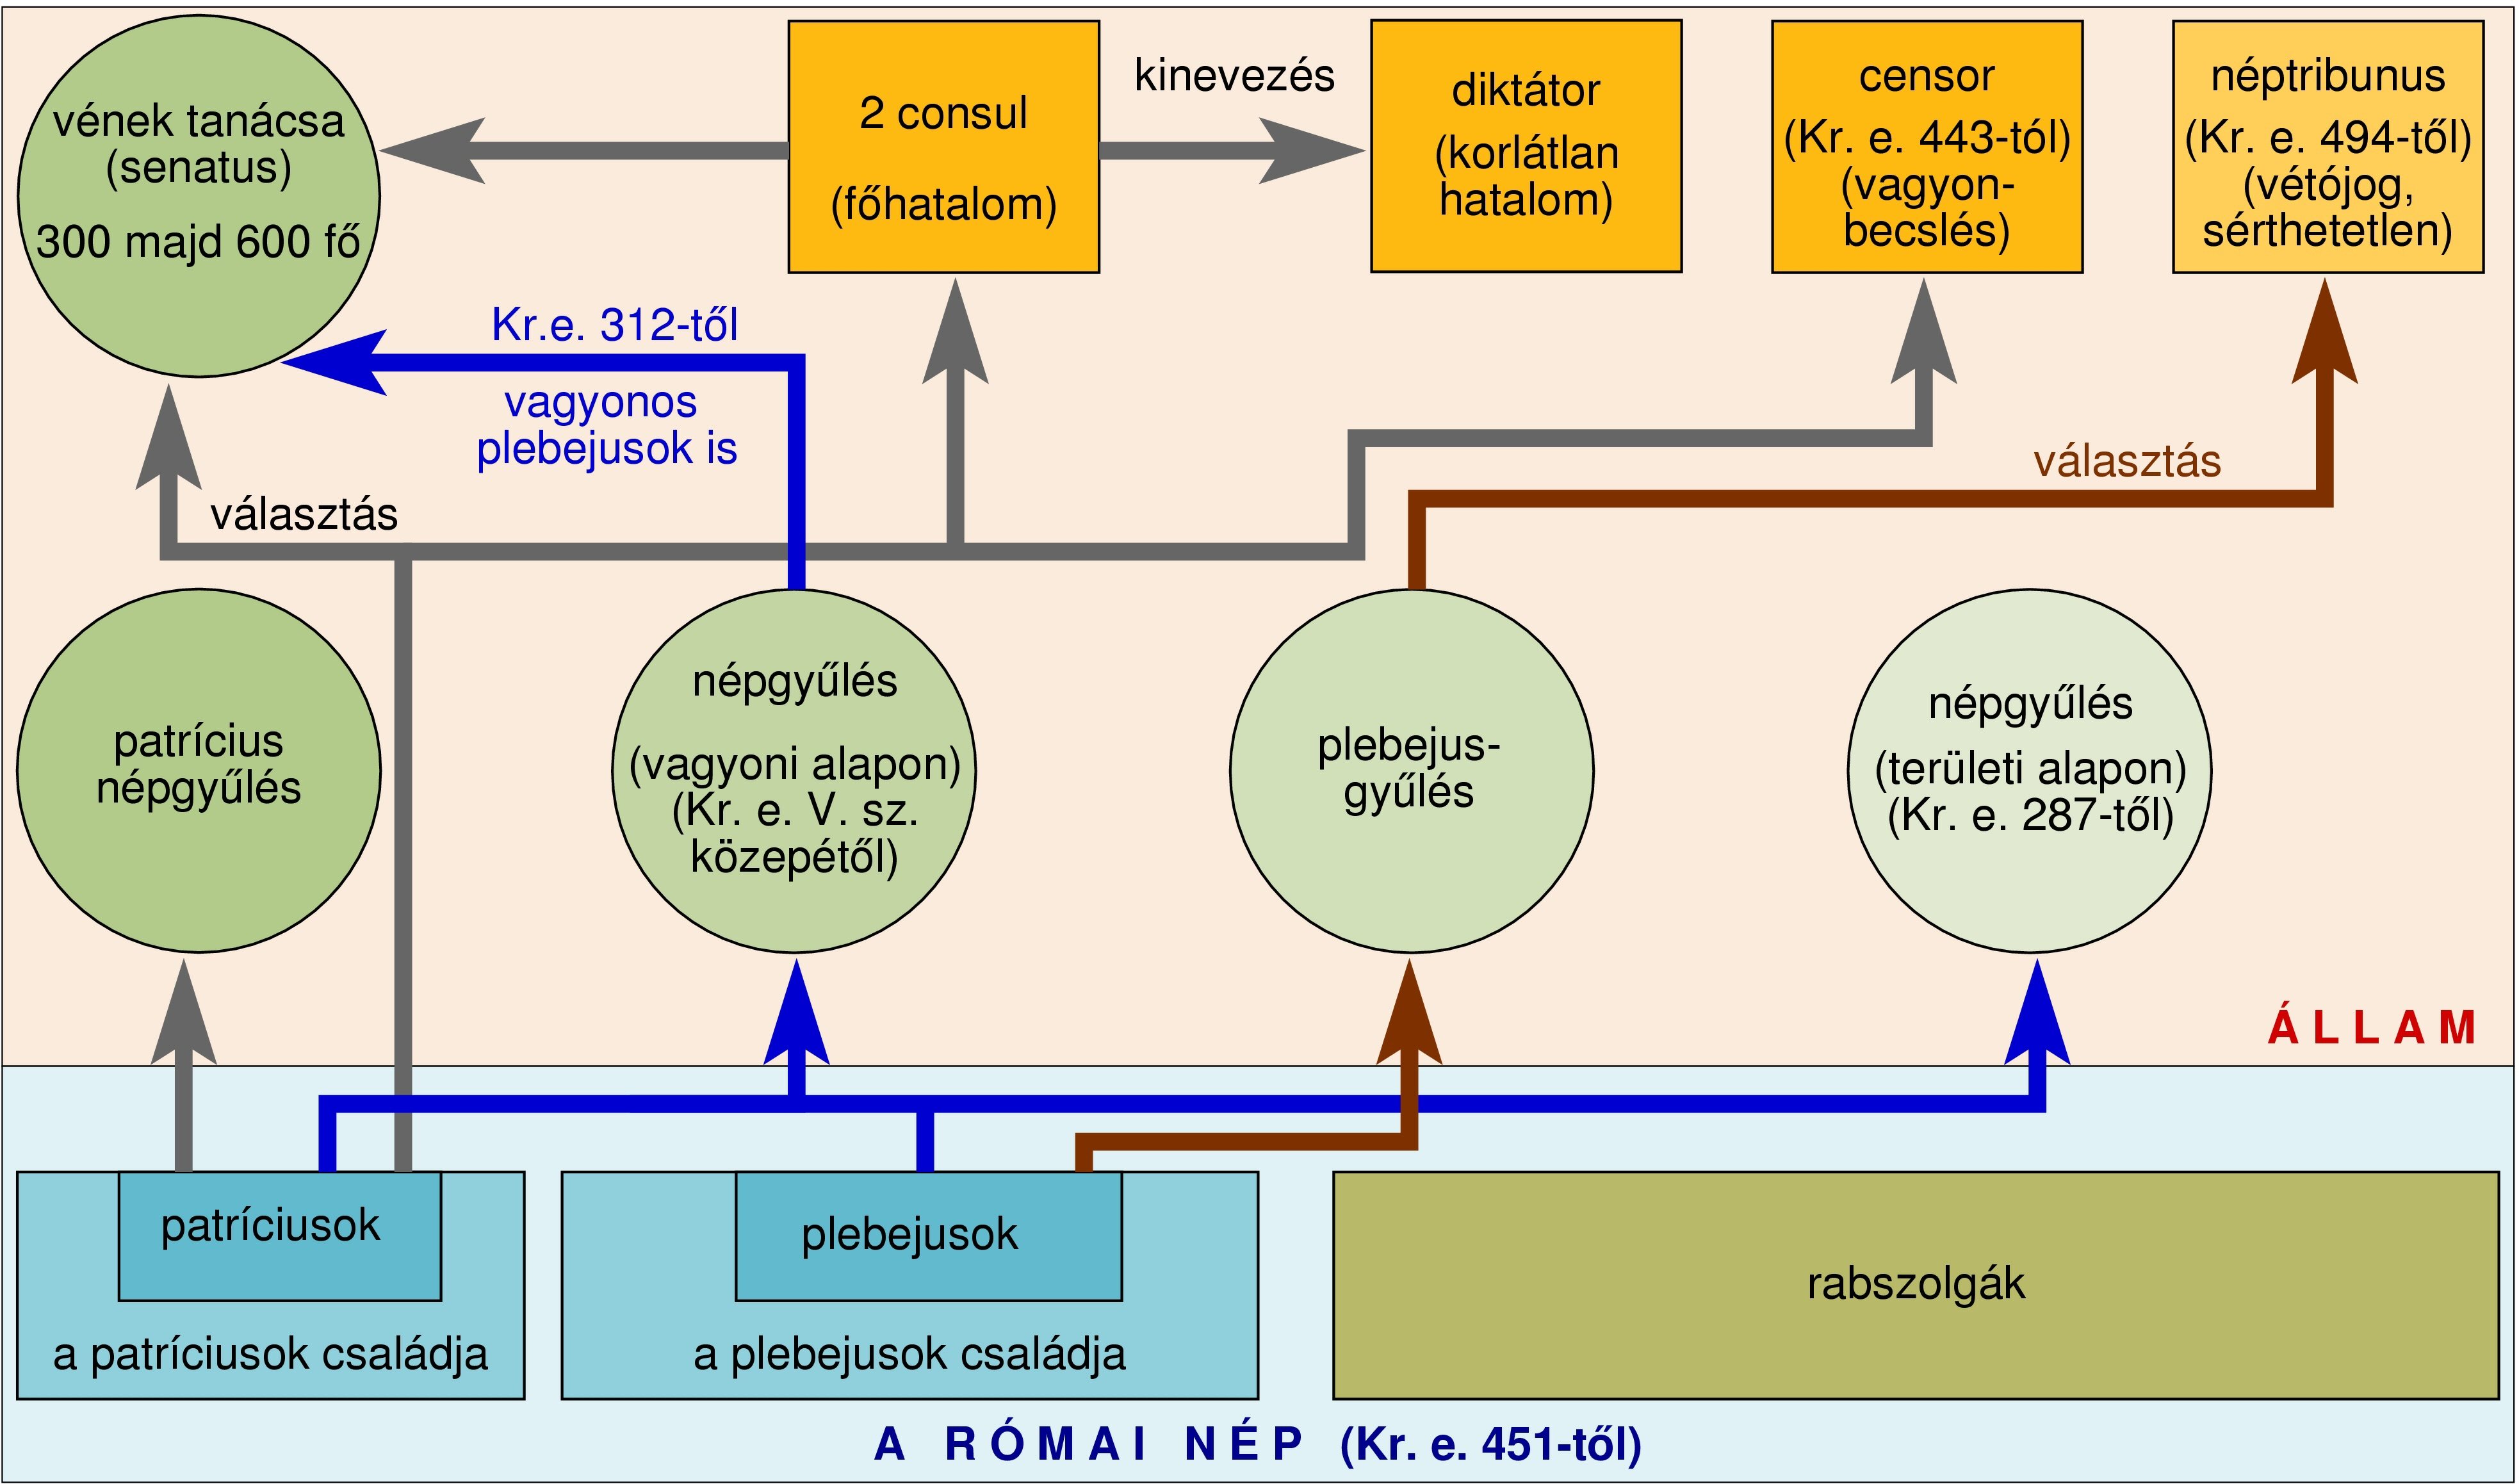 vének tanácsa
(senatus)
300 majd 600 fő
2 consul
(főhatalom)
kinevezés
diktátor
(korlátlan
hatalom)
censor
(Kr. e. 443-tól)
(vagyon-
becslés)
néptribunus
(Kr. e. 494-től)
(vétójog,
sérthetetlen)
Kr.e. 312-től
vagyonos
plebejusok is
választás
választás
patrícius
népgyűlés
népgyűlés
(vagyoni alapon)
(Kr. e. V. sz.
közepétől)
plebejus-
gyűlés
népgyűlés
(területi alapon)
(Kr. e. 287-től)
ÁLLAM
patríciusok
a patríciusok családja
plebejusok
a plebejusok családja
rabszolgák
A RÓMAI NÉP (Kr. e. 451-től)